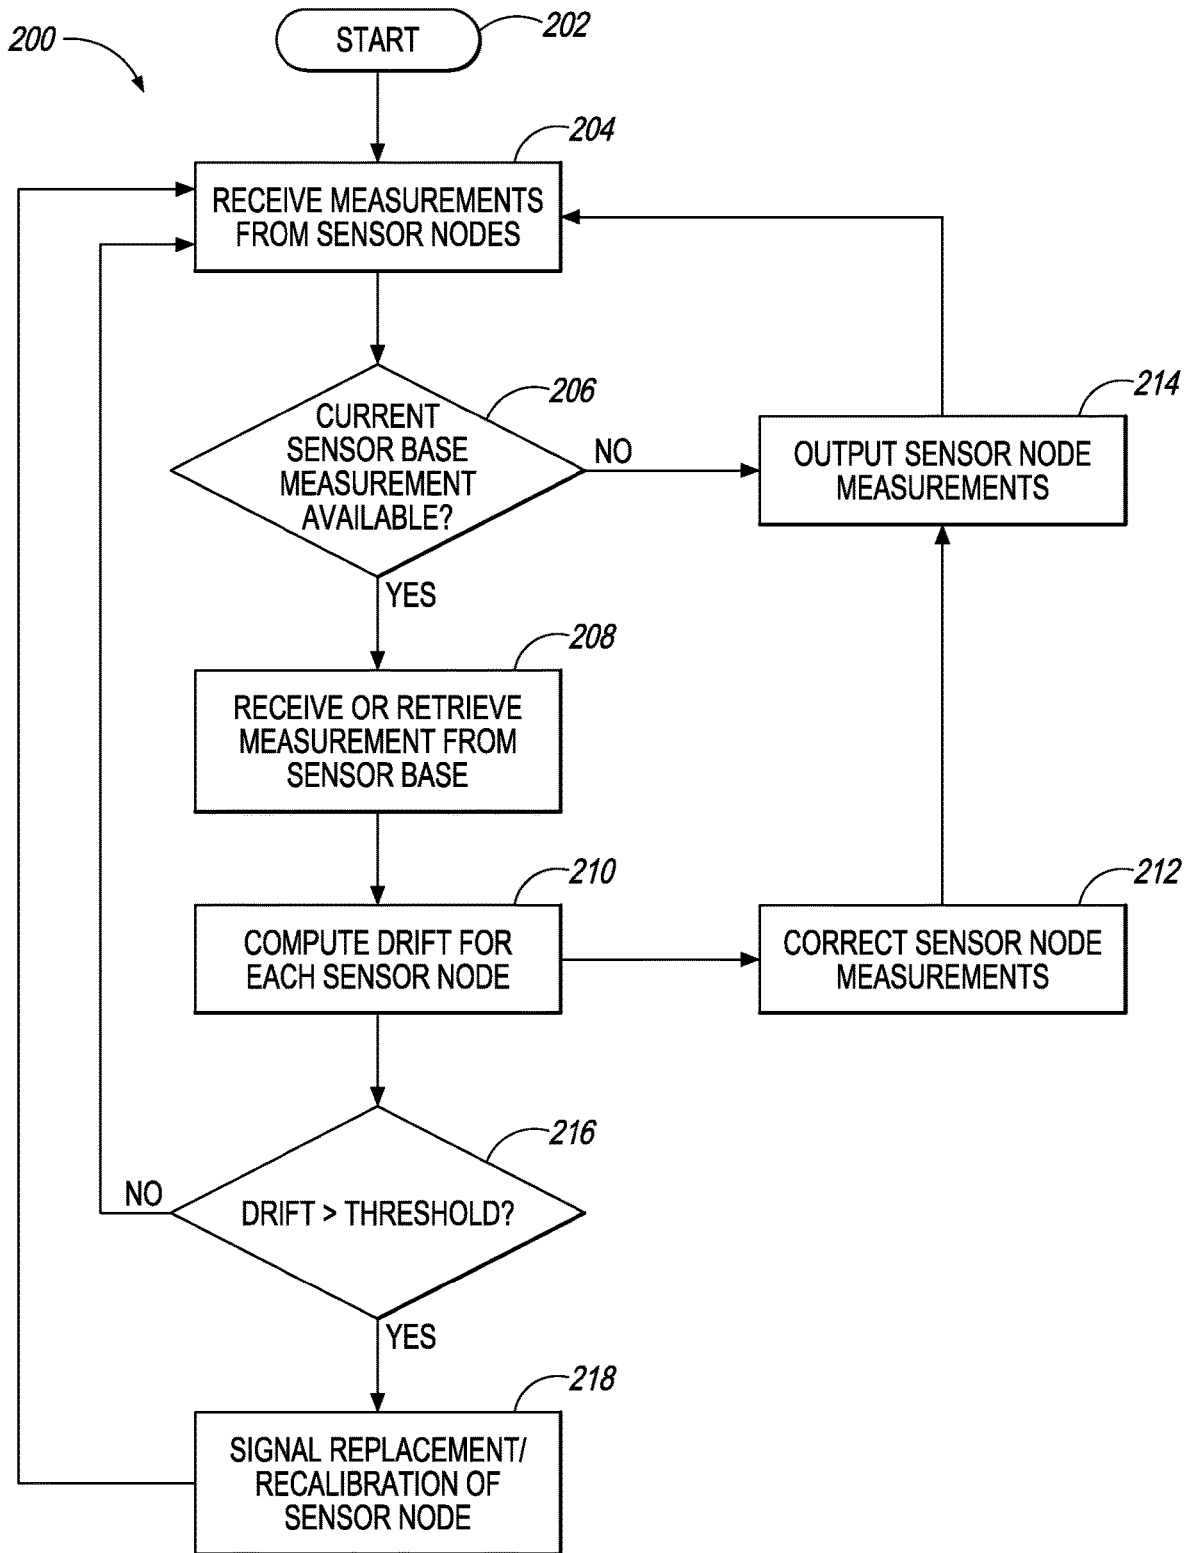 200
START
202
204
RECEIVE MEASUREMENTS
FROM SENSOR NODES
206
CURRENT
SENSOR BASE
MEASUREMENT
AVAILABLE?
NO
214
OUTPUT SENSOR NODE
MEASUREMENTS
YES
208
RECEIVE OR RETRIEVE
MEASUREMENT FROM
SENSOR BASE
210
COMPUTE DRIFT FOR
EACH SENSOR NODE
212
CORRECT SENSOR NODE
MEASUREMENTS
216
NO
DRIFT > THRESHOLD?
YES
218
SIGNAL REPLACEMENT/
RECALIBRATION OF
SENSOR NODE